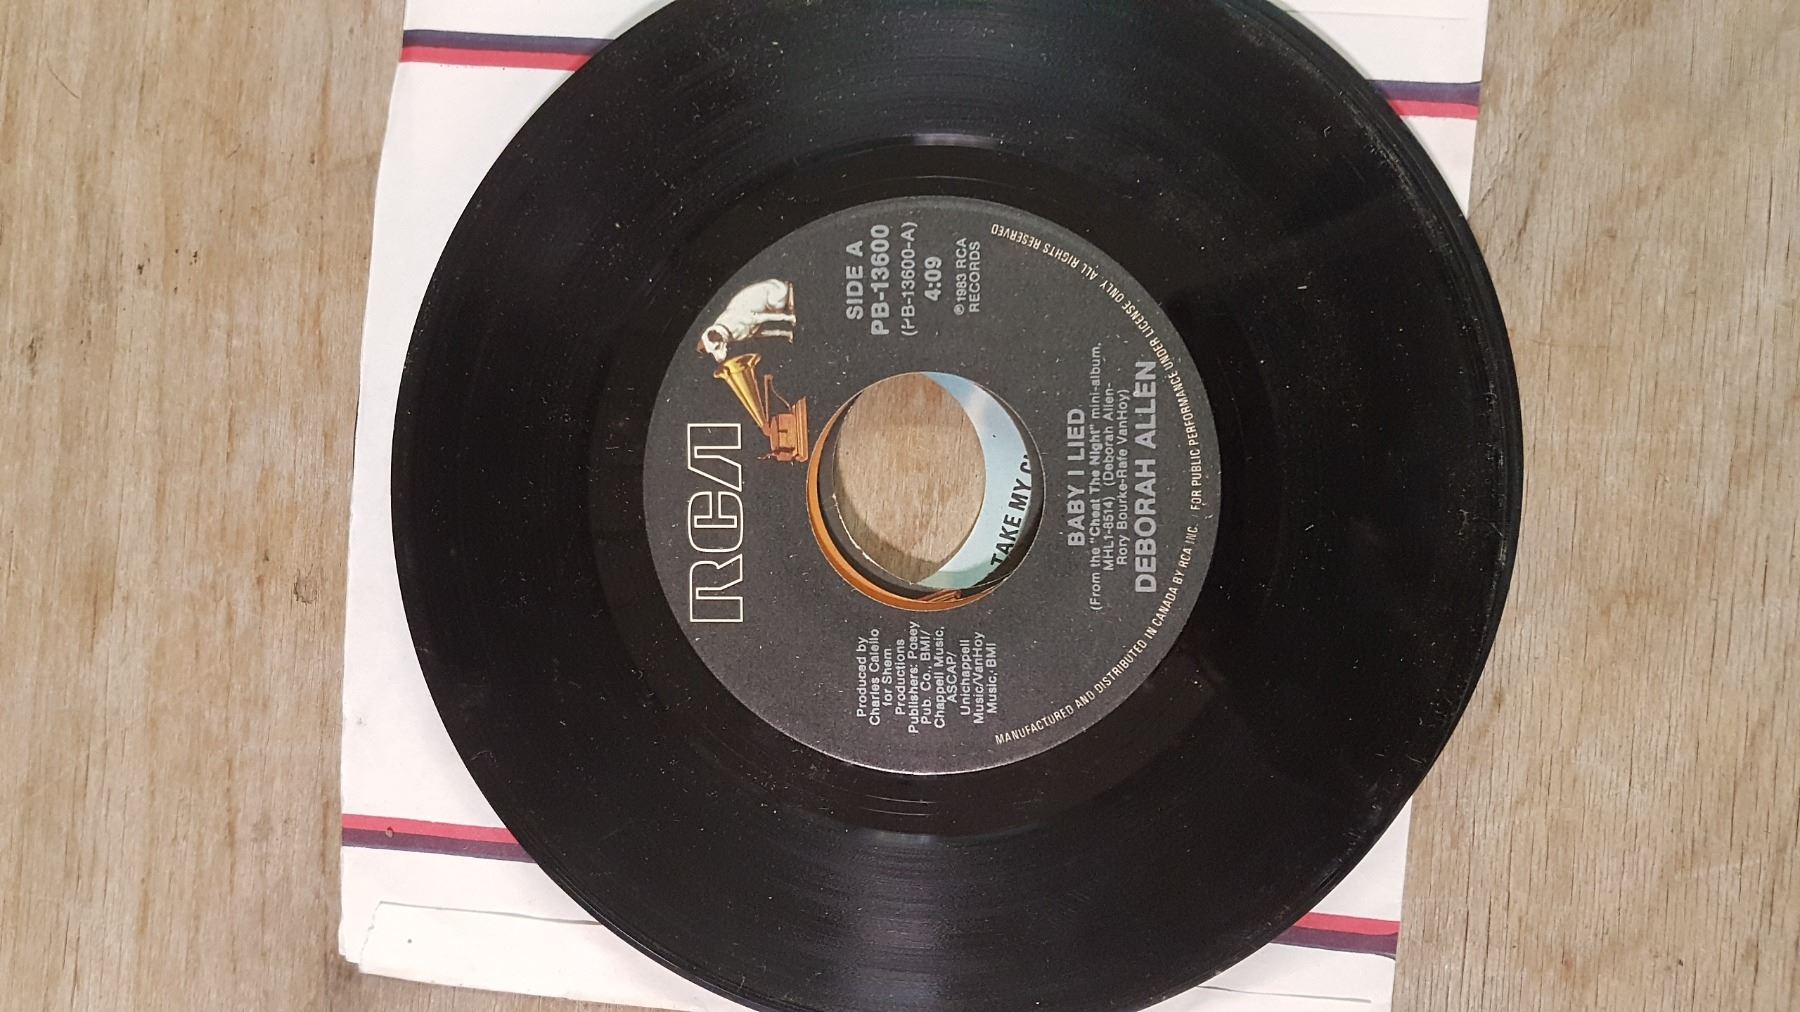 RCA
SIDE A
PB-13600
(PB-13600-A)
4:09
℗1983 RCA
RECORDS
Produced by
Charles Calello
for Shem
Productions
Publishers: Posey
Pub. Co., BMI/
Chappell Music,
ASCAP/
Unichappell
Music/VanHoy
Music, BMI
TAKE MY
BABY I LIED
(From the "Cheat The Night" mini-album,
MHL1-8514) (Deborah Allen-
Rory Bourke-Rafe VanHoy)
DEBORAH ALLEN
MANUFACTURED AND DISTRIBUTED IN CANADA BY RCA INC. / FOR PUBLIC PERFORMANCE UNDER LICENSE ONLY. ALL RIGHTS RESERVED